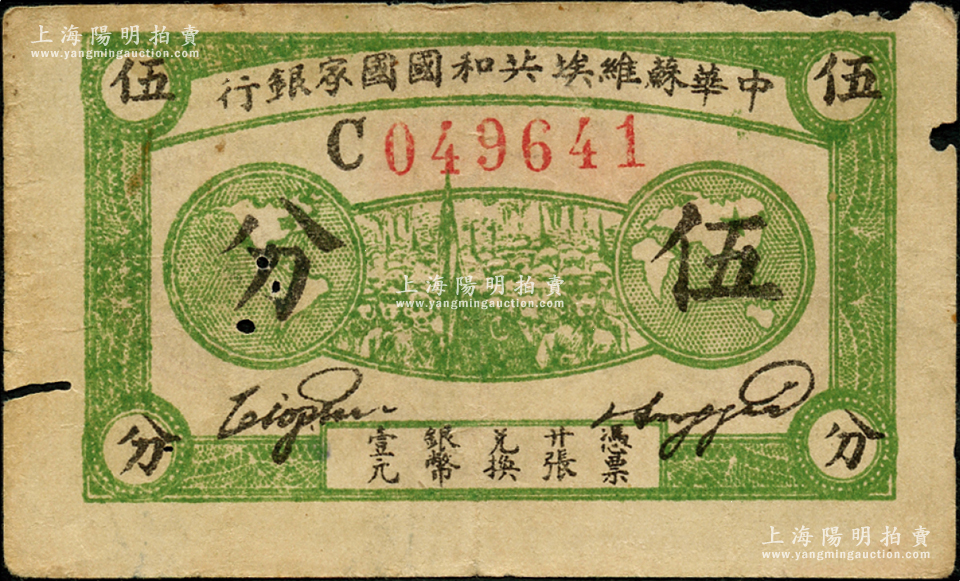 上海陽明拍賣
www.yangmingauction.com
伍
伍
中華蘇維埃共和國國家銀行
C049641
伍分
上海陽明拍賣
www.yangmingauction.com
分
分
憑票
廿張
兑換
銀幣
壹元
上海陽明拍賣
www.yangmingauction.com